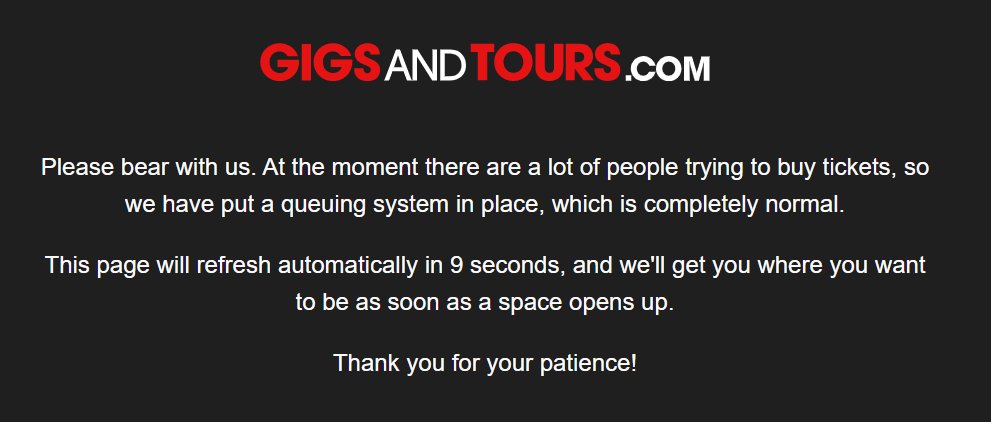 GIGSANDTOURS.COM
Please bear with us. At the moment there are a lot of people trying to buy tickets, so
we have put a queuing system in place, which is completely normal.
This page will refresh automatically in 9 seconds, and we'll get you where you want
to be as soon as a space opens up.
Thank you for your patience!